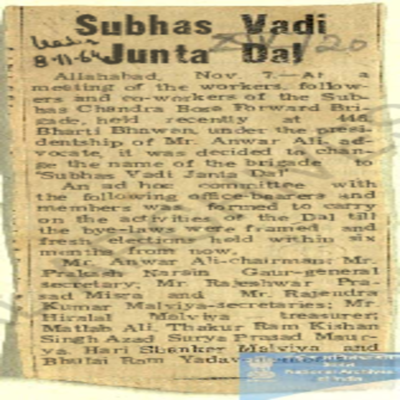 Subhas Vadi
Junta Dal
8-11-64
Allahabad, Nov. 7.—At a
meeting of the workers, follow-
ers and co-workers of the Sub-
has Chandra Bose Forward Bri-
gade, held recently at 446,
Bharti Bhawan, under the presi-
dentship of Mr. Anwar Ali, ad-
vocate, it was decided to chan-
ge the name of the brigade to
"Subhas Vadi Janta Dal"
An ad hoc committee with
the following office-bearers and
members was formed to carry
on the activities of the Dal till
the bye-laws were framed and
fresh elections held within six
months from now.
Mr. Anwar Ali-chairman; Mr.
Prakash Narain Gaur-general
secretary; Mr. Rajeshwar Pra-
sad Misra and Mr. Rajendra
Kumar Malviya-secretaries; Mr
Hiralal Malviya treasurer;
Matlab Ali, Thakur Ram Kishan
Singh Azad Surya Prasad Maur-
ya, Hari Shanker Malviya and
Bhulai Ram Yadav